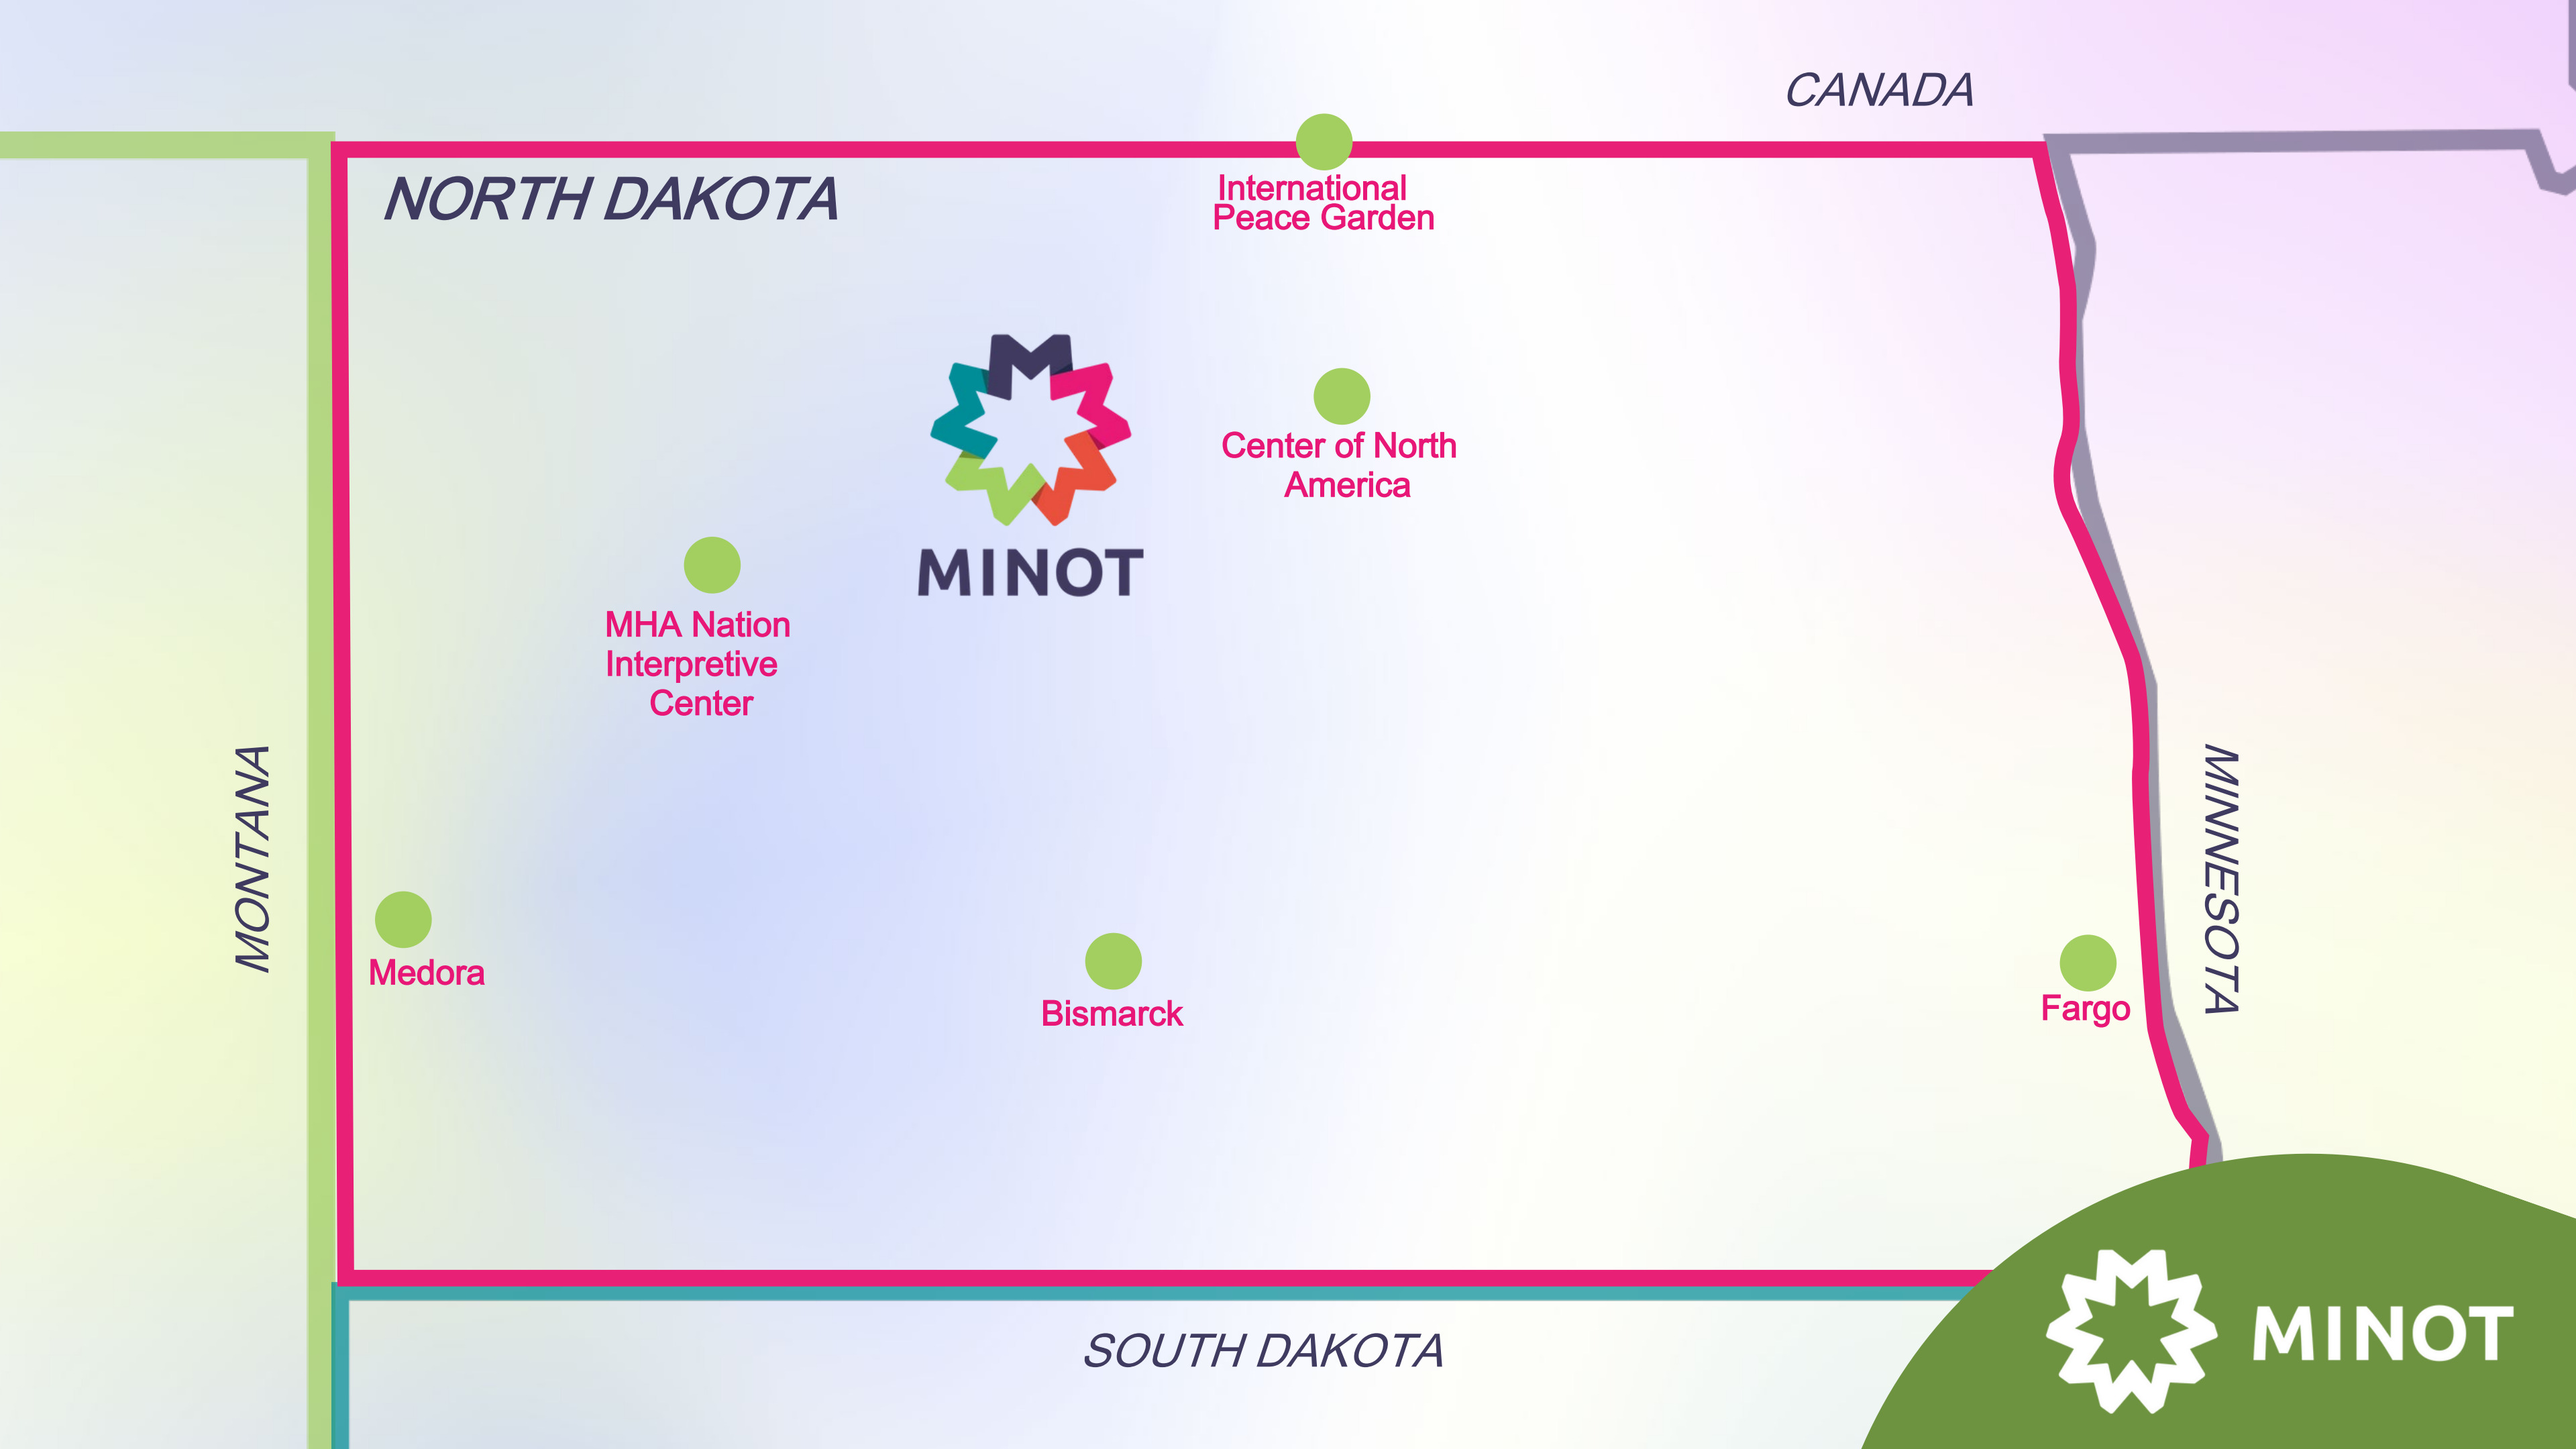 CANADA
NORTH DAKOTA
International
Peace Garden
Center of North
America
MINOT
MHA Nation
Interpretive
Center
MONTANA
MINNESOTA
Medora
Bismarck
Fargo
SOUTH DAKOTA
MINOT